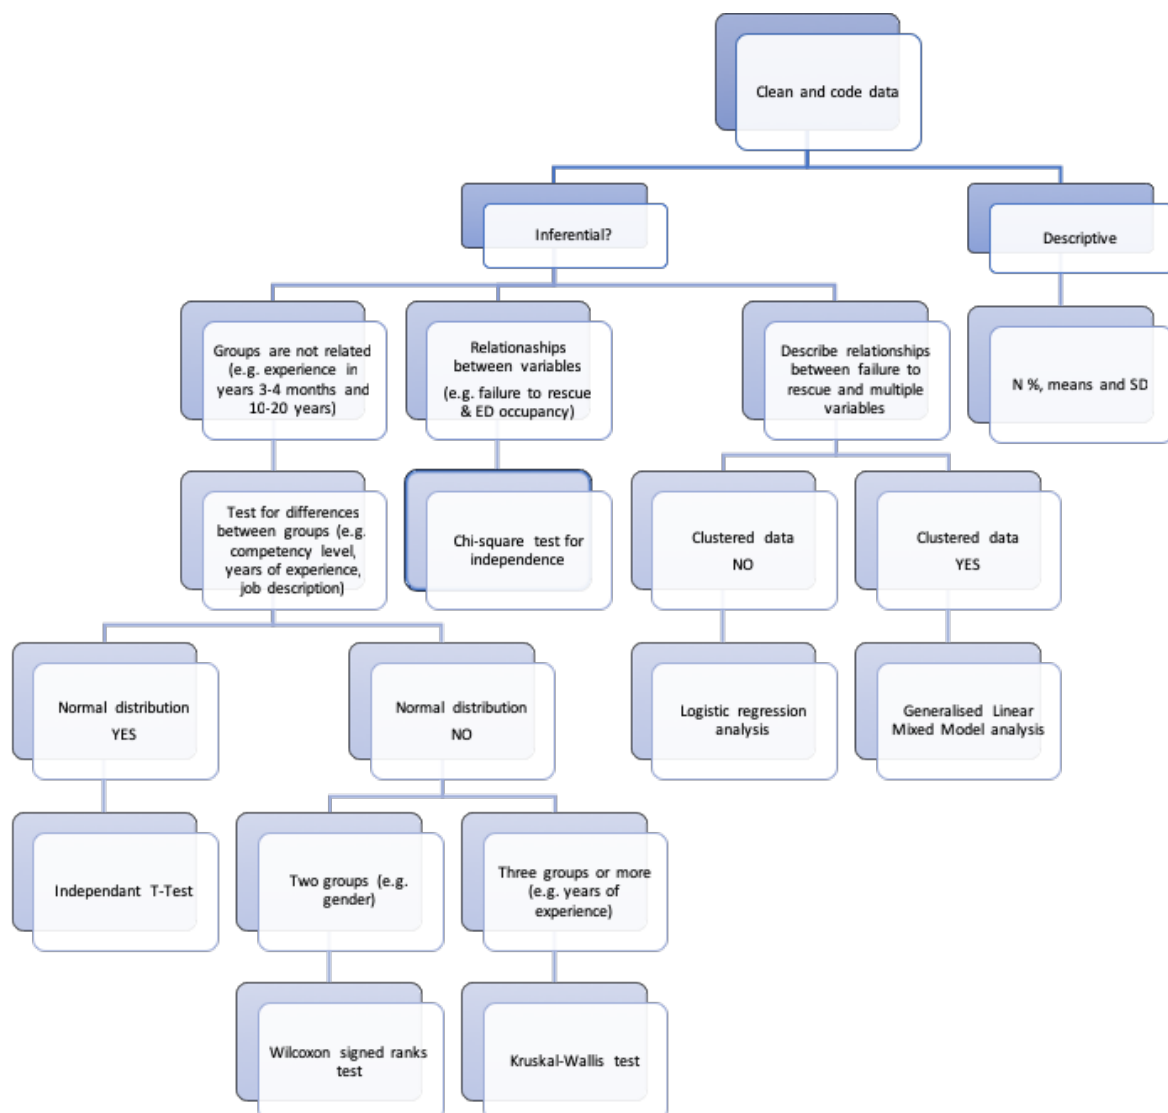 Clean and code data
Inferential?
Descriptive
Groups are not related
(e.g. experience in
years 3-4 months and
10-20 years)
Relationaships
between variables
(e.g. failure to rescue
& ED occupancy)
Describe relationships
between failure to
rescue and multiple
variables
N %, means and SD
Test for differences
between groups (e.g.
competency level,
years of experience,
job description)
Chi-square test for
independence
Clustered data
NO
Clustered data
YES
Normal distribution
YES
Normal distribution
NO
Logistic regression
analysis
Generalised Linear
Mixed Model analysis
Independant T-Test
Two groups (e.g.
gender)
Three groups or more
(e.g. years of
experience)
Wilcoxon signed ranks
test
Kruskal-Wallis test